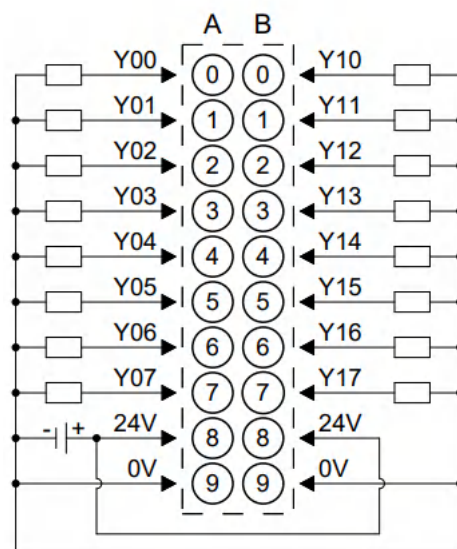 A B
Y00 0 0 Y10
Y01 1 1 Y11
Y02 2 2 Y12
Y03 3 3 Y13
Y04 4 4 Y14
Y05 5 5 Y15
Y06 6 6 Y16
Y07 7 7 Y17
- + 24V 8 8 24V
0V 9 9 0V